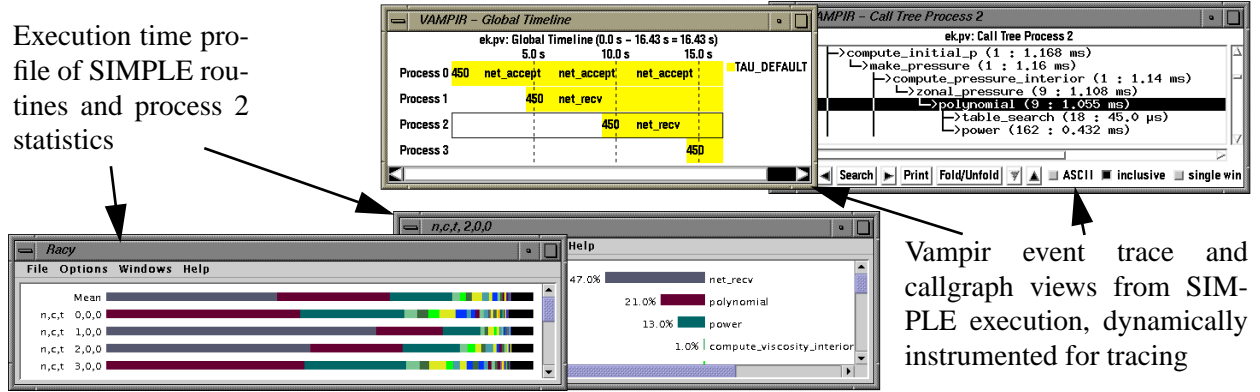 Execution time pro-
file of SIMPLE rou-
tines and process 2
statistics
VAMPIR – Global Timeline
ek.pv: Global Timeline (0.0 s – 16.43 s = 16.43 s)
5.0 s 10.0 s 15.0 s
Process 0 450 net_accept net_accept net_accept TAU_DEFAULT
Process 1 450 net_recv
Process 2 450 net_recv
Process 3 450
VAMPIR – Call Tree Process 2
ek.pv: Call Tree Process 2
compute_initial_p (1 : 1.168 ms)
make_pressure (1 : 1.16 ms)
compute_pressure_interior (1 : 1.14 ms)
zonal_pressure (9 : 1.108 ms)
polynomial (9 : 1.055 ms)
table_search (18 : 45.0 µs)
power (162 : 0.432 ms)
Search Print Fold/Unfold ASCII inclusive single win
n,c,t, 2,0,0
Help
47.0% net_recv
21.0% polynomial
13.0% power
1.0% compute_viscosity_interior
Racy
File Options Windows Help
Mean
n,c,t 0,0,0
n,c,t 1,0,0
n,c,t 2,0,0
n,c,t 3,0,0
Vampir event trace and
callgraph views from SIM-
PLE execution, dynamically
instrumented for tracing